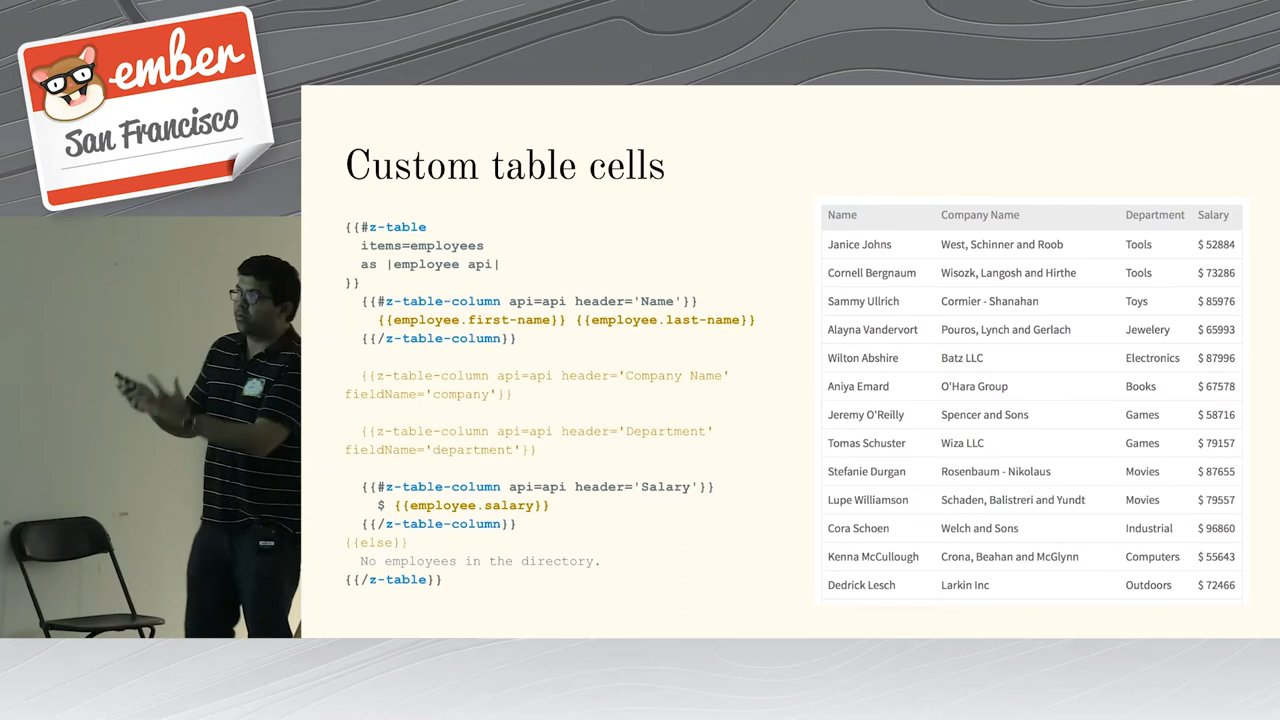 ember
San Francisco
Custom table cells
{{#z-table
items=employees
as |employee api|
}}
{{#z-table-column api=api header='Name'}}
{{employee.first-name}} {{employee.last-name}}
{{/z-table-column}}
{{z-table-column api=api header='Company Name'
fieldName='company'}}
{{z-table-column api=api header='Department'
fieldName='department'}}
{{#z-table-column api=api header='Salary'}}
$ {{employee.salary}}
{{/z-table-column}}
{{else}}
No employees in the directory.
{{/z-table}}
Name Company Name Department Salary
Janice Johns West, Schinner and Roob Tools $ 52884
Cornell Bergnaum Wisozk, Langosh and Hirthe Tools $ 73286
Sammy Ullrich Cormier - Shanahan Toys $ 85976
Alayna Vandervort Pouros, Lynch and Gerlach Jewelery $ 65993
Wilton Abshire Batz LLC Electronics $ 87996
Aniya Emard O'Hara Group Books $ 67578
Jeremy O'Reilly Spencer and Sons Games $ 58716
Tomas Schuster Wiza LLC Games $ 79157
Stefanie Durgan Rosenbaum - Nikolaus Movies $ 87655
Lupe Williamson Schaden, Balistreri and Yundt Movies $ 79557
Cora Schoen Welch and Sons Industrial $ 96860
Kenna McCullough Crona, Beahan and McGlynn Computers $ 55643
Dedrick Lesch Larkin Inc Outdoors $ 72466